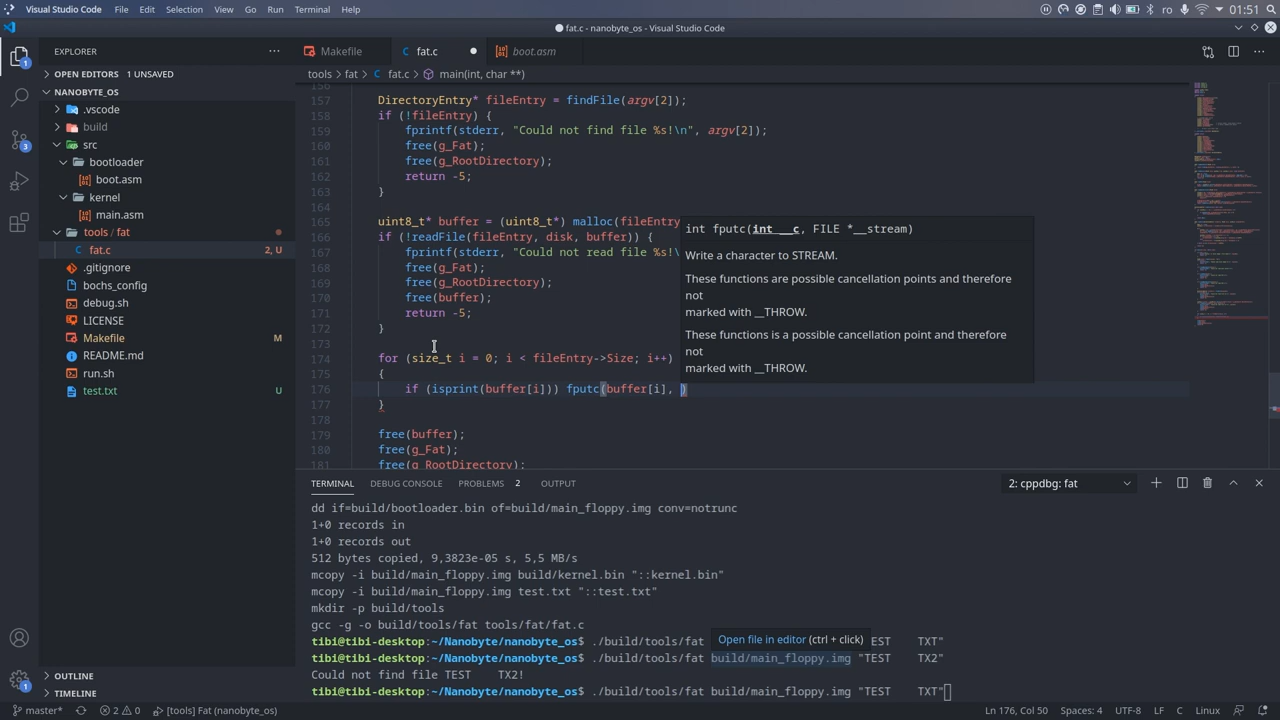 Visual Studio Code File Edit Selection View Go Run Terminal Help ro 01:51
fat.c - nanobyte_os - Visual Studio Code
EXPLORER
Makefile
fat.c
boot.asm
OPEN EDITORS 1 UNSAVED
tools > fat > fat.c > main(int, char **)
NANOBYTE_OS
.vscode
build
src
bootloader
boot.asm
kernel
main.asm
tools / fat
fat.c 2, U
.gitignore
bochs_config
debug.sh
LICENSE
Makefile M
README.md
run.sh
test.txt U
OUTLINE
TIMELINE
156
157 DirectoryEntry* fileEntry = findFile(argv[2]);
158 if (!fileEntry) {
159 fprintf(stderr, "Could not find file %s!\n", argv[2]);
160 free(g_Fat);
161 free(g_RootDirectory);
162 return -5;
163 }
164
165 uint8_t* buffer = (uint8_t*) malloc(fileEntry
166 if (!readFile(fileEntry, disk, buffer)) {
167 fprintf(stderr, "Could not read file %s!\
168 free(g_Fat);
169 free(g_RootDirectory);
170 free(buffer);
171 return -5;
172 }
173
174 for (size_t i = 0; i < fileEntry->Size; i++)
175 {
176 if (isprint(buffer[i])) fputc(buffer[i], )
177 }
178
179 free(buffer);
180 free(g_Fat);
181 free(g_RootDirectory);
int fputc(int __c, FILE *__stream)
Write a character to STREAM.
These functions are possible cancellation points and therefore
not
marked with __THROW.
These functions is a possible cancellation point and therefore
not
marked with __THROW.
TERMINAL DEBUG CONSOLE PROBLEMS 2 OUTPUT 2: cppdbg: fat
dd if=build/bootloader.bin of=build/main_floppy.img conv=notrunc
1+0 records in
1+0 records out
512 bytes copied, 9,3823e-05 s, 5,5 MB/s
mcopy -i build/main_floppy.img build/kernel.bin "::kernel.bin"
mcopy -i build/main_floppy.img test.txt "::test.txt"
mkdir -p build/tools
gcc -g -o build/tools/fat tools/fat/fat.c
tibi@tibi-desktop:~/Nanobyte/nanobyte_os$ ./build/tools/fat EST TXT"
Open file in editor (ctrl + click)
tibi@tibi-desktop:~/Nanobyte/nanobyte_os$ ./build/tools/fat build/main_floppy.img "TEST TX2"
Could not find file TEST TX2!
tibi@tibi-desktop:~/Nanobyte/nanobyte_os$ ./build/tools/fat build/main_floppy.img "TEST TXT"
master* 2 0 [tools] Fat (nanobyte_os) Ln 176, Col 50 Spaces: 4 UTF-8 LF C Linux